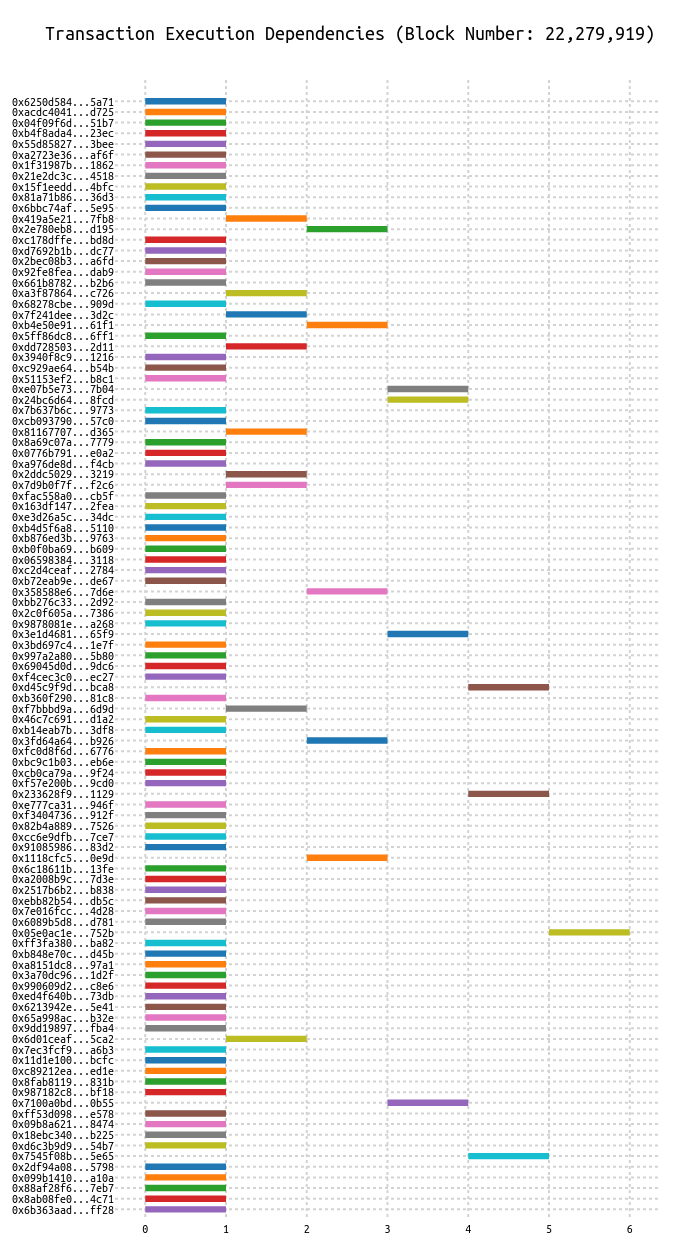 Transaction Execution Dependencies (Block Number: 22,279,919)
0x6250d584...5a71
0xacdc4041...d725
0x04f09f6d...51b7
0xb4f8ada4...23ec
0x55d85827...3bee
0xa2723e36...af6f
0x1f31987b...1862
0x21e2dc3c...4518
0x15f1eedd...4bfc
0x81a71b86...36d3
0x6bbc74af...5e95
0x419a5e21...7fb8
0x2e780eb8...d195
0xc178dffe...bd8d
0xd7692b1b...dc77
0x2bec08b3...a6fd
0x92fe8fea...dab9
0x661b8782...b2b6
0xa3f87864...c726
0x68278cbe...909d
0x7f241dee...3d2c
0xb4e50e91...61f1
0x5ff86dc8...6ff1
0xdd728503...2d11
0x3940f8c9...1216
0xc929ae64...b54b
0x51153ef2...b8c1
0xe07b5e73...7b04
0x24bc6d64...8fcd
0x7b637b6c...9773
0xcb093790...57c0
0x81167707...d365
0x8a69c07a...7779
0x0776b791...e0a2
0xa976de8d...f4cb
0x2ddc5029...3219
0x7d9b0f7f...f2c6
0xfac558a0...cb5f
0x163df147...2fea
0xe3d26a5c...34dc
0xb4d5f6a8...5110
0xb876ed3b...9763
0xb0f0ba69...b609
0x06598384...3118
0xc2d4ceaf...2784
0xb72eab9e...de67
0x358588e6...7d6e
0xbb276c33...2d92
0x2c0f605a...7386
0x9878081e...a268
0x3e1d4681...65f9
0x3bd697c4...1e7f
0x997a2a80...5b80
0x69045d0d...9dc6
0xf4cec3c0...ec27
0xd45c9f9d...bca8
0xb360f290...81c8
0xf7bbbd9a...6d9d
0x46c7c691...d1a2
0xb14eab7b...3df8
0x3fd64a64...b926
0xfc0d8f6d...6776
0xbc9c1b03...eb6e
0xcb0ca79a...9f24
0xf57e200b...9cd0
0x233628f9...1129
0xe777ca31...946f
0xf3404736...912f
0x82b4a889...7526
0xcc6e9dfb...7ce7
0x91085986...83d2
0x1118cfc5...0e9d
0x6c18611b...13fe
0xa2008b9c...7d3e
0x2517b6b2...b838
0xebb82b54...db5c
0x7e016fcc...4d28
0x6089b5d8...d781
0x05e0ac1e...752b
0xff3fa380...ba82
0xb848e70c...d45b
0xa8151dc8...97a1
0x3a70dc96...1d2f
0x990609d2...c8e6
0xed4f640b...73db
0x6213942e...5e41
0x65a998ac...b32e
0x9dd19897...fba4
0x6d01ceaf...5ca2
0x7ec3fcf9...a6b3
0x11d1e100...bcfc
0xc89212ea...ed1e
0x8fab8119...831b
0x987182c8...bf18
0x7100a0bd...0b55
0xff53d098...e578
0x09b8a621...8474
0x18ebc340...b225
0xd6c3b9d9...54b7
0x7545f08b...5e65
0x2df94a08...5798
0x099b1410...a10a
0x88af28f6...7eb7
0x8ab08fe0...4c71
0x6b363aad...ff28
0 1 2 3 4 5 6